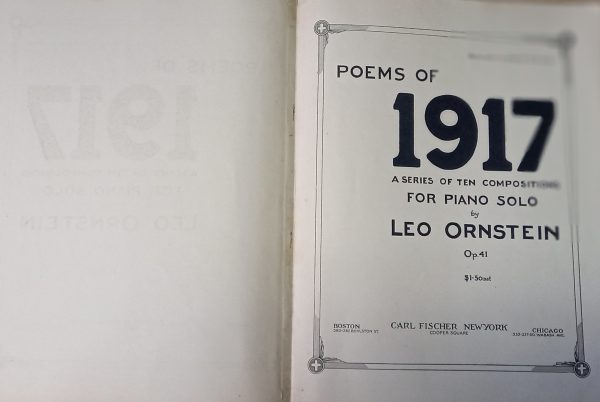 POEMS OF
1917
A SERIES OF TEN COMPOSITIONS
FOR PIANO SOLO
by
LEO ORNSTEIN
Op. 41
$1.50 net
BOSTON
CARL FISCHER NEW YORK
COOPER SQUARE
CHICAGO